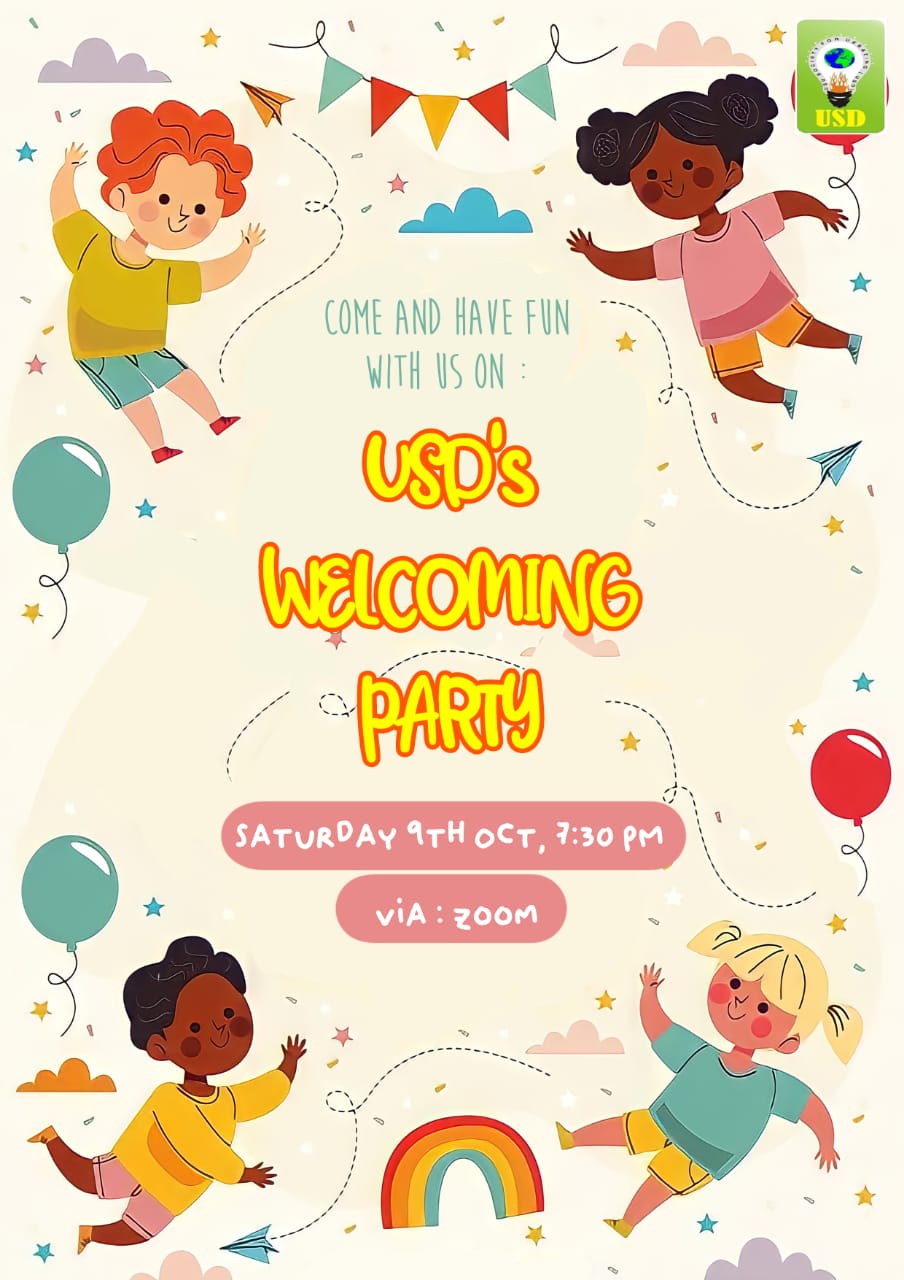 USD
COME AND HAVE FUN
WITH US ON :
USD's
WELCOMING
PARTY
SATURDAY 9TH OCT, 7:30 PM
ViA : ZOOM